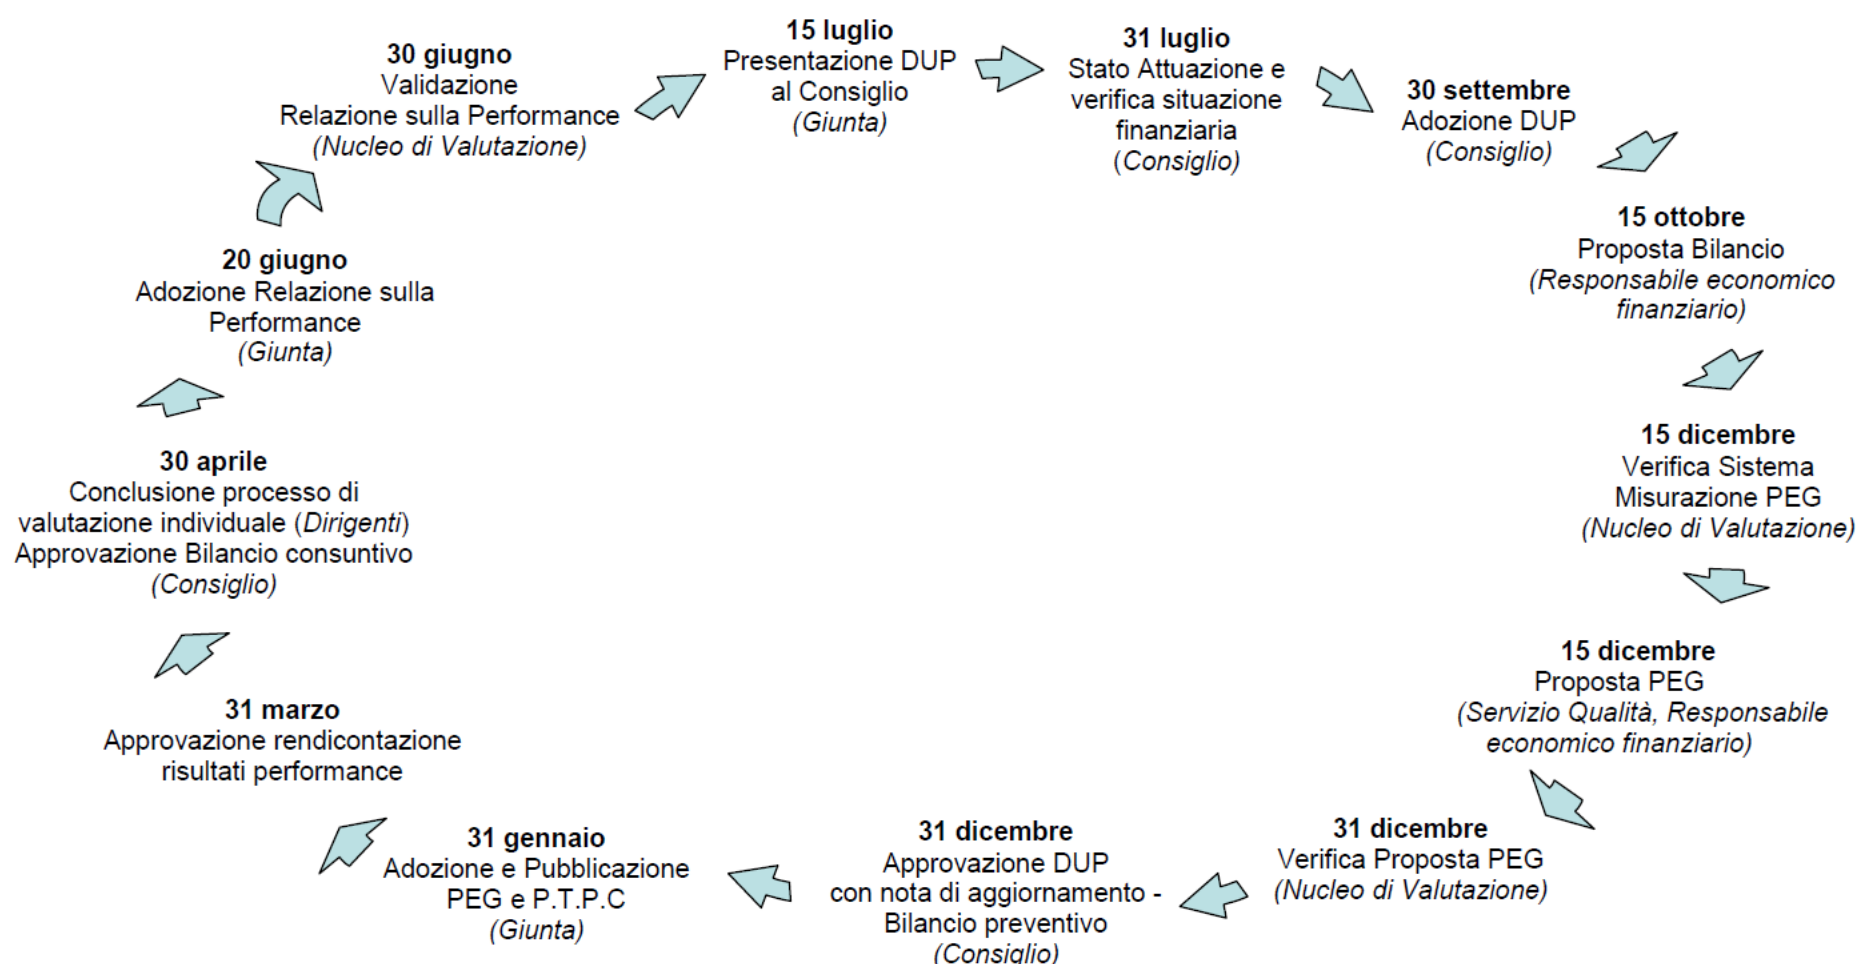 30 giugno
Validazione
Relazione sulla Performance
(Nucleo di Valutazione)
15 luglio
Presentazione DUP
al Consiglio
(Giunta)
31 luglio
Stato Attuazione e
verifica situazione
finanziaria
(Consiglio)
30 settembre
Adozione DUP
(Consiglio)
15 ottobre
Proposta Bilancio
(Responsabile economico
finanziario)
15 dicembre
Verifica Sistema
Misurazione PEG
(Nucleo di Valutazione)
15 dicembre
Proposta PEG
(Servizio Qualità, Responsabile
economico finanziario)
31 dicembre
Verifica Proposta PEG
(Nucleo di Valutazione)
31 dicembre
Approvazione DUP
con nota di aggiornamento -
Bilancio preventivo
(Consiglio)
31 gennaio
Adozione e Pubblicazione
PEG e P.T.P.C
(Giunta)
31 marzo
Approvazione rendicontazione
risultati performance
30 aprile
Conclusione processo di
valutazione individuale (Dirigenti)
Approvazione Bilancio consuntivo
(Consiglio)
20 giugno
Adozione Relazione sulla
Performance
(Giunta)